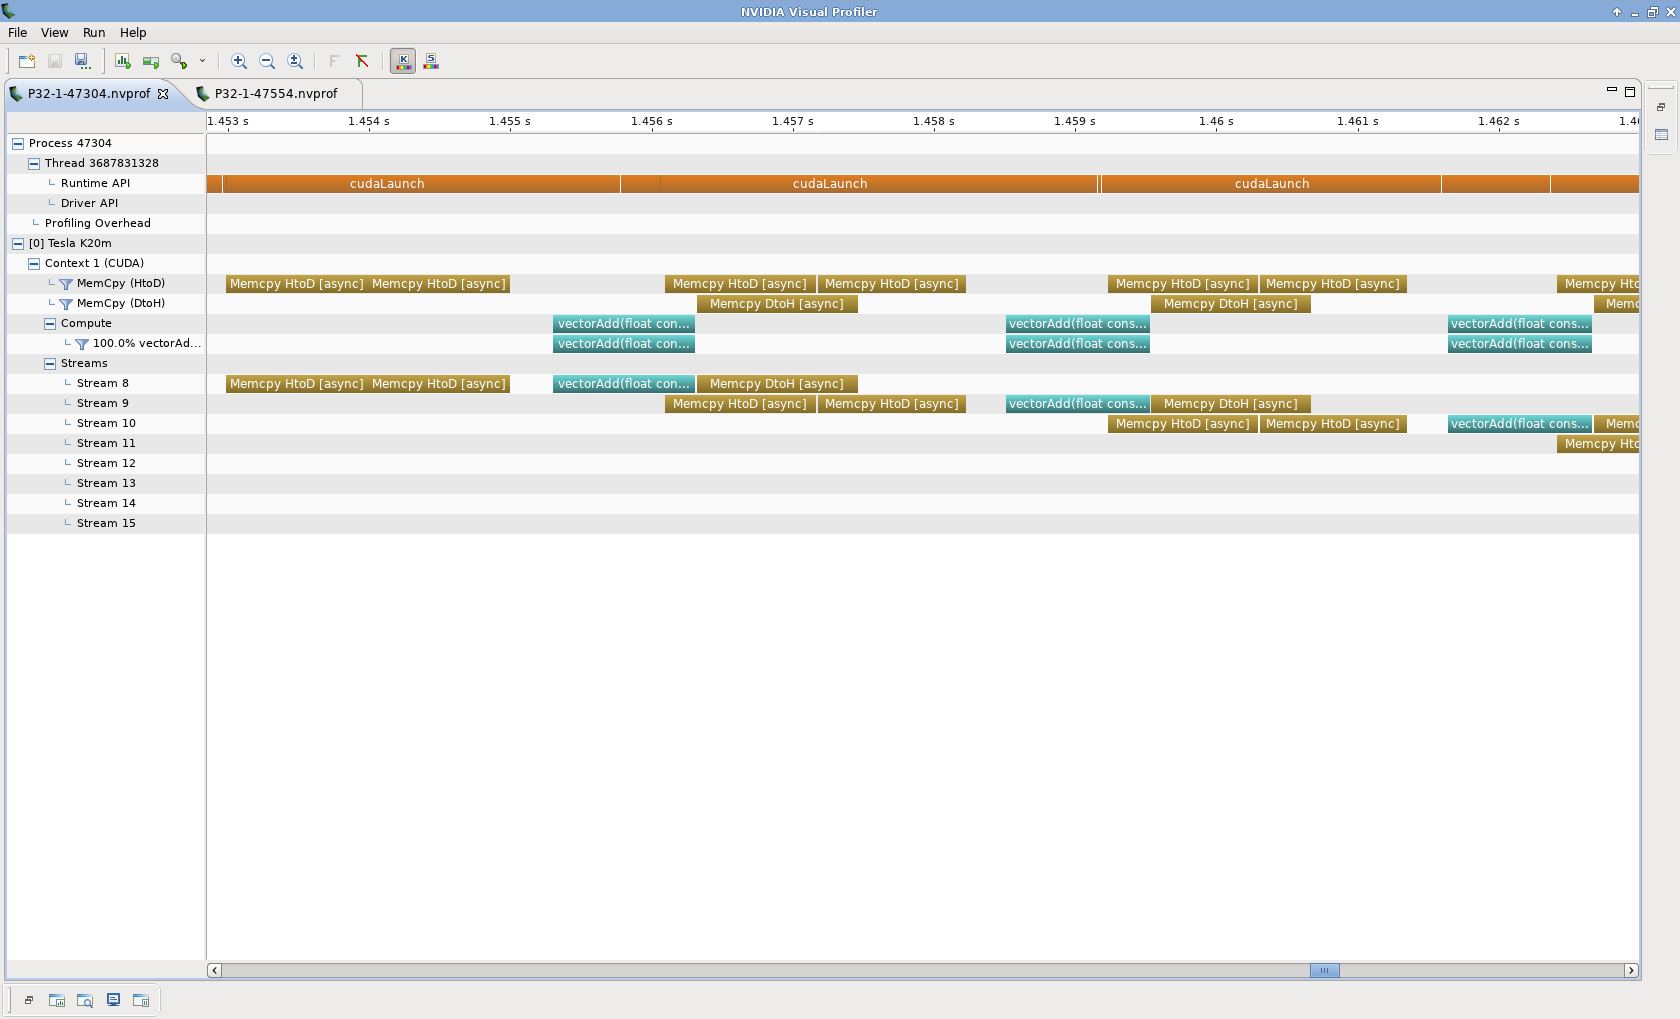 NVIDIA Visual Profiler
File View Run Help
P32-1-47304.nvprof P32-1-47554.nvprof
1.453 s 1.454 s 1.455 s 1.456 s 1.457 s 1.458 s 1.459 s 1.46 s 1.461 s 1.462 s 1.46
Process 47304
Thread 3687831328
Runtime API cudaLaunch cudaLaunch cudaLaunch
Driver API
Profiling Overhead
[0] Tesla K20m
Context 1 (CUDA)
MemCpy (HtoD) Memcpy HtoD [async] Memcpy HtoD [async] Memcpy HtoD [async] Memcpy HtoD [async] Memcpy HtoD [async] Memcpy HtoD [async] Memcpy Htc
MemCpy (DtoH) Memcpy DtoH [async] Memcpy DtoH [async] Memc
Compute vectorAdd(float con... vectorAdd(float cons... vectorAdd(float cons...
100.0% vectorAd... vectorAdd(float con... vectorAdd(float cons... vectorAdd(float cons...
Streams
Stream 8 Memcpy HtoD [async] Memcpy HtoD [async] vectorAdd(float con... Memcpy DtoH [async]
Stream 9 Memcpy HtoD [async] Memcpy HtoD [async] vectorAdd(float cons... Memcpy DtoH [async]
Stream 10 Memcpy HtoD [async] Memcpy HtoD [async] vectorAdd(float cons... Memc
Stream 11 Memcpy Htc
Stream 12
Stream 13
Stream 14
Stream 15